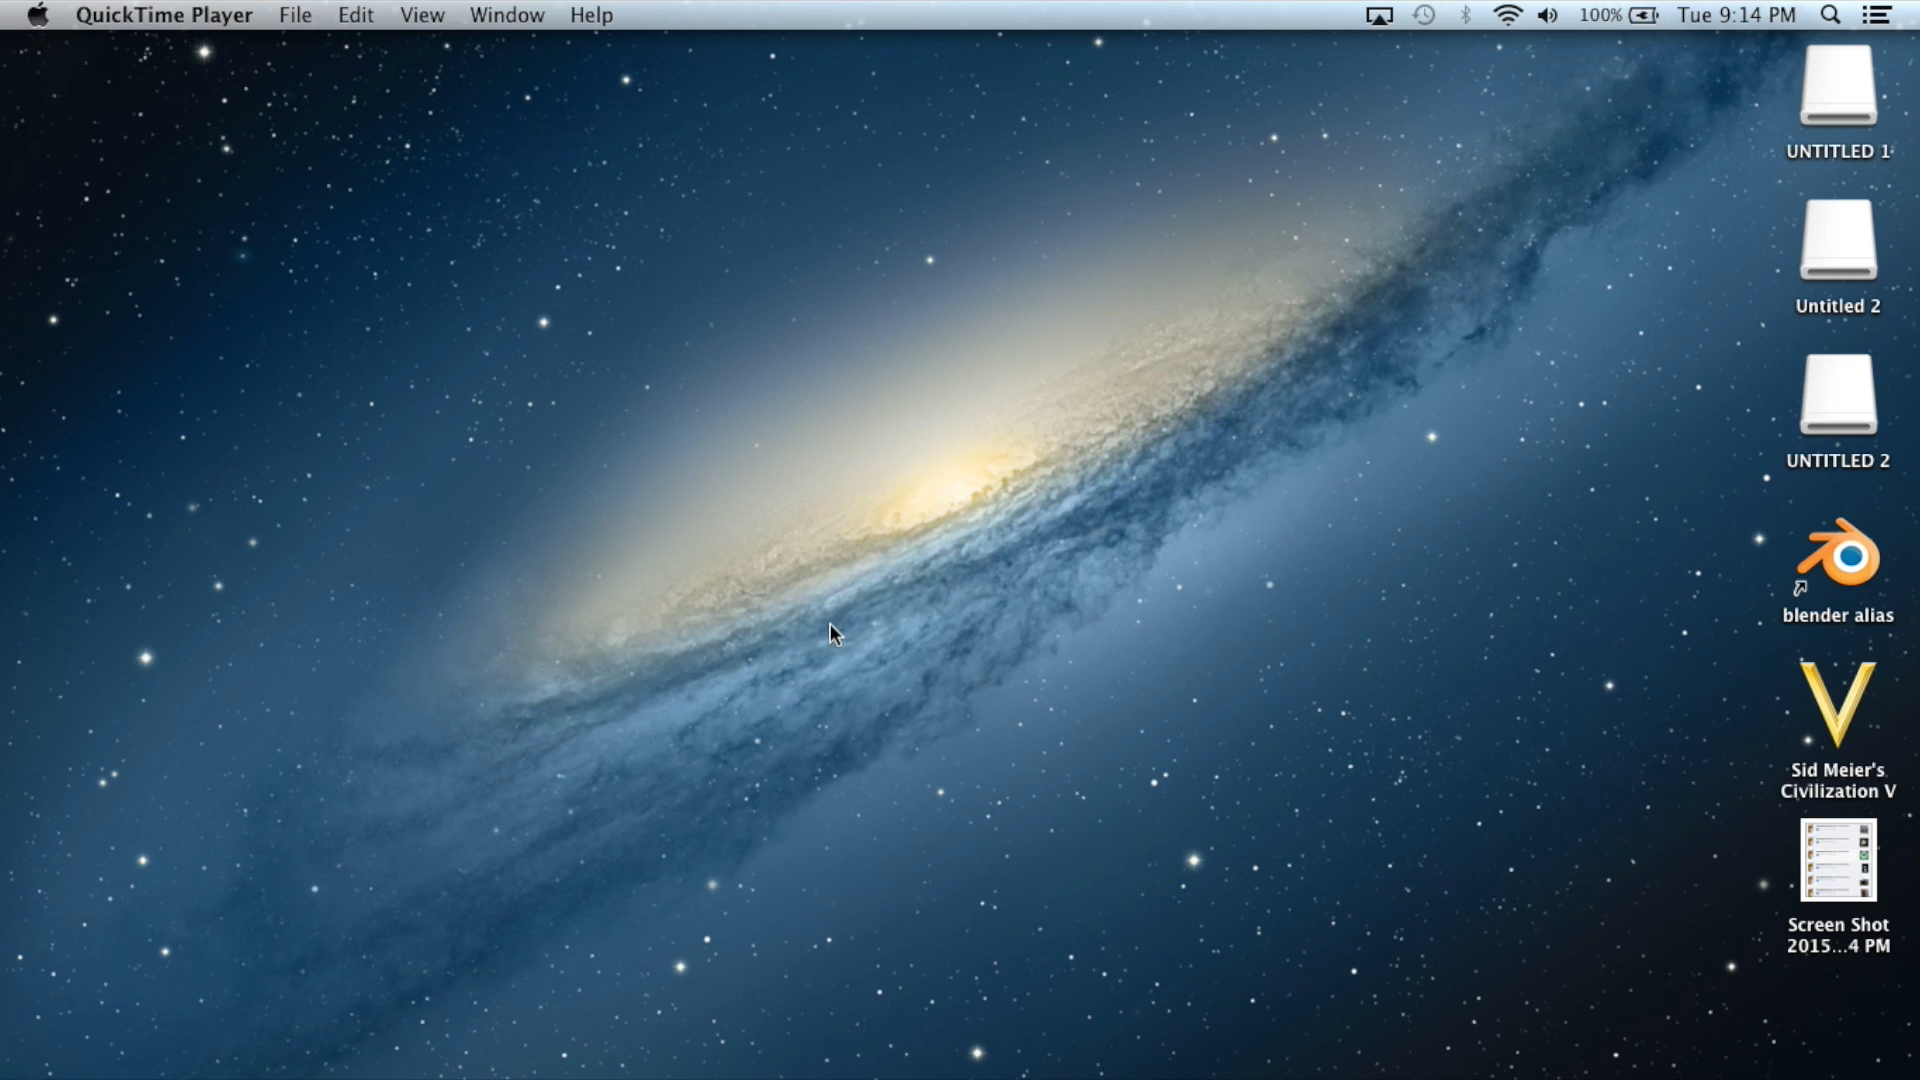 QuickTime Player File Edit View Window Help 100% Tue 9:14 PM
UNTITLED 1
Untitled 2
UNTITLED 2
blender alias
Sid Meier's
Civilization V
Screen Shot
2015...4 PM